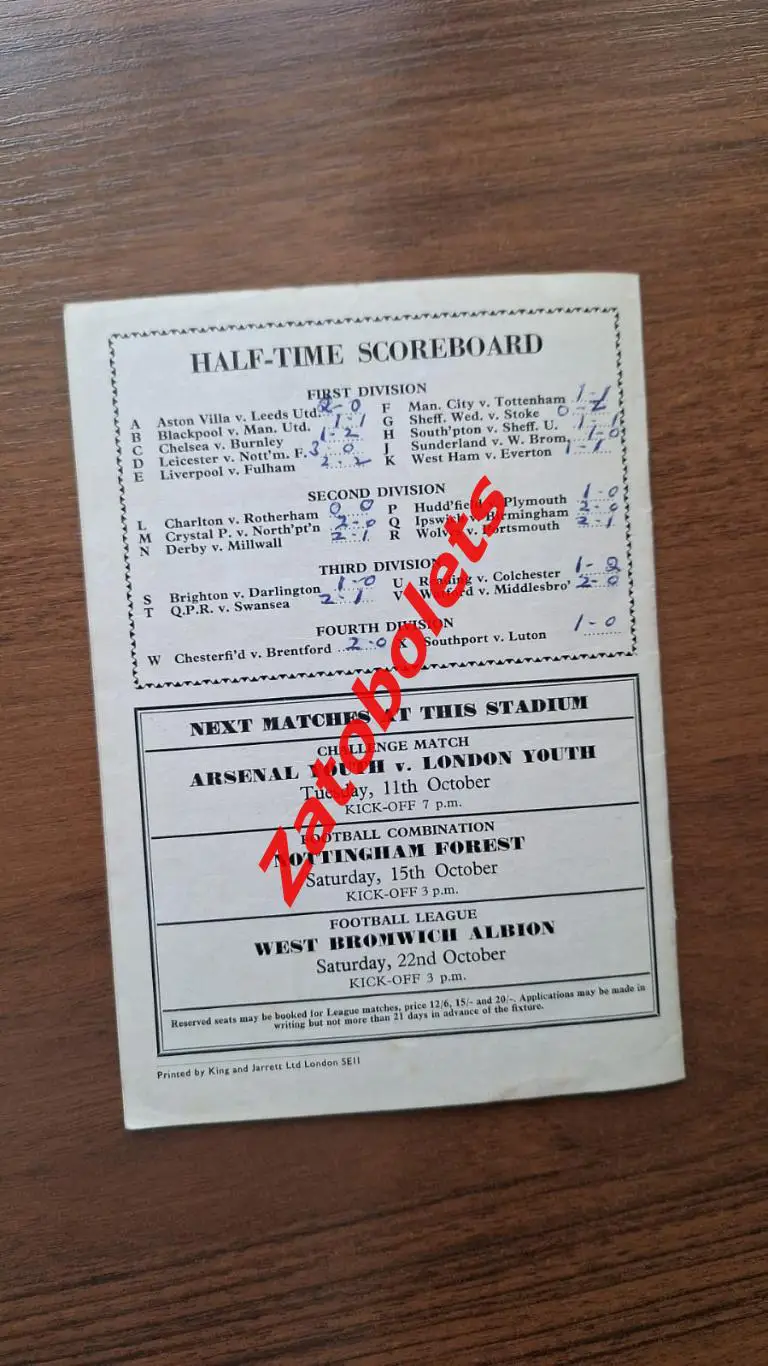 HALF-TIME SCOREBOARD
FIRST DIVISION
A Aston Villa v. Leeds Utd. 2-0
B Blackpool v. Man. Utd. 1-1
C Chelsea v. Burnley 1-2
D Leicester v. Nott'm. F. 3 0
E Liverpool v. Fulham 2-2
F Man. City v. Tottenham 1-1
G Sheff. Wed. v. Stoke 0-2
H South'pton v. Sheff. U. 1-1
J Sunderland v. W. Brom. 1-0
K West Ham v. Everton 1-1
SECOND DIVISION
L Charlton v. Rotherham 0 0
M Crystal P. v. North'pt'n 2-0
N Derby v. Millwall 2-1
P Hudd'field v. Plymouth 1-0
Q Ipswich v. Birmingham 2-0
R Wolves v. Portsmouth 2-1
THIRD DIVISION
S Brighton v. Darlington 1-0
T Q.P.R. v. Swansea 2-1
U Reading v. Colchester 1-2
V Watford v. Middlesbro' 2-0
FOURTH DIVISION
W Chesterfi'd v. Brentford 2-0
X Southport v. Luton 1-0
NEXT MATCHES AT THIS STADIUM
CHALLENGE MATCH
ARSENAL YOUTH v. LONDON YOUTH
Tuesday, 11th October
KICK-OFF 7 p.m.
FOOTBALL COMBINATION
NOTTINGHAM FOREST
Saturday, 15th October
KICK-OFF 3 p.m.
FOOTBALL LEAGUE
WEST BROMWICH ALBION
Saturday, 22nd October
KICK-OFF 3 p.m.
Reserved seats may be booked for League matches, price 12/6, 15/- and 20/-. Applications may be made in
writing but not more than 21 days in advance of the fixture.
Printed by King and Jarrett Ltd London SE11
Zatobolets